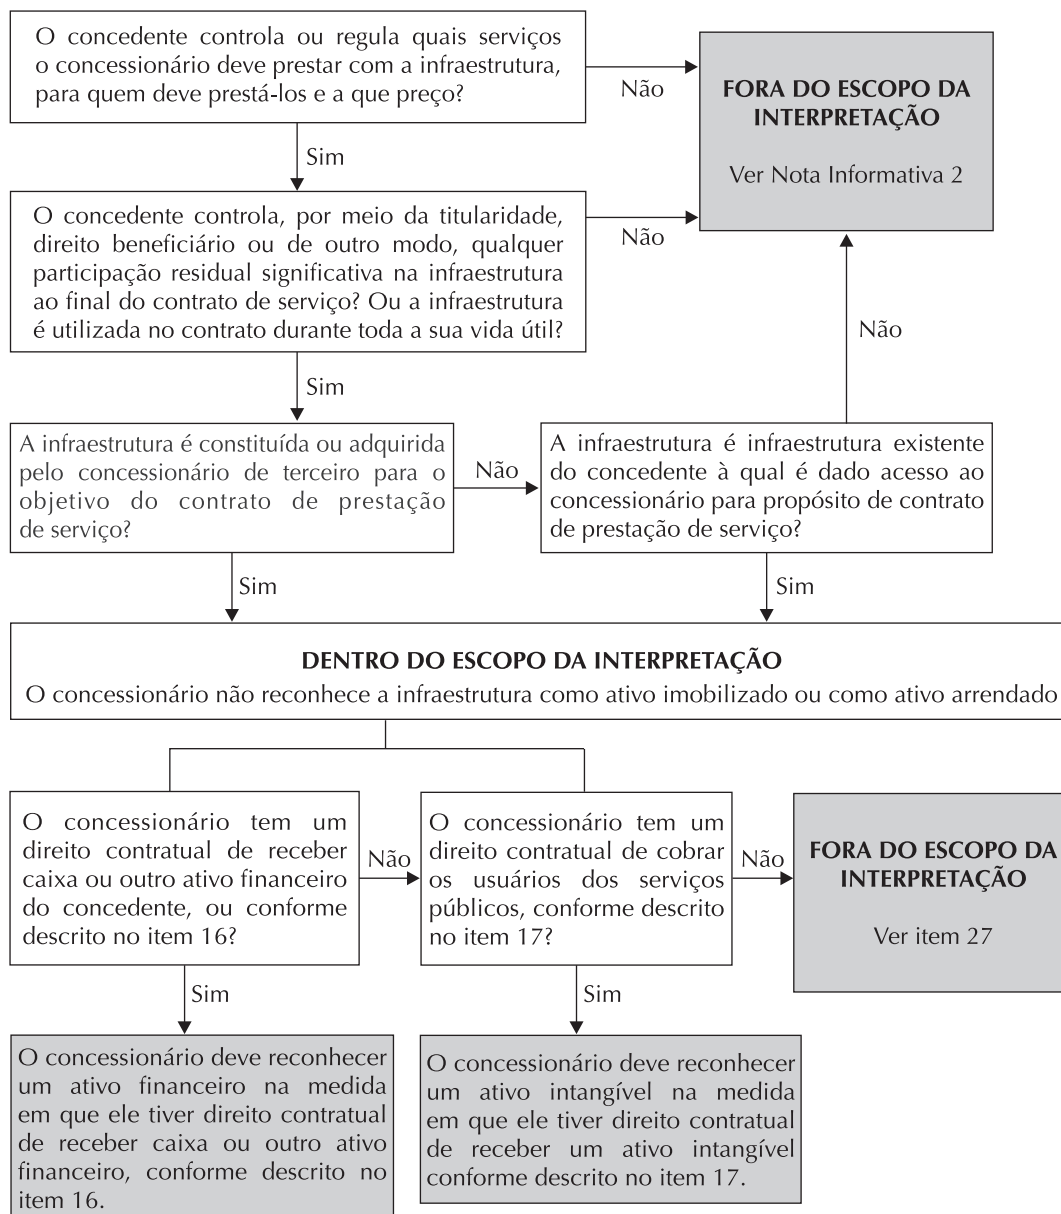 O concedente controla ou regula quais serviços
o concessionário deve prestar com a infraestrutura,
para quem deve prestá-los e a que preço?
Não
FORA DO ESCOPO DA
INTERPRETAÇÃO
Ver Nota Informativa 2
Sim
O concedente controla, por meio da titularidade,
direito beneficiário ou de outro modo, qualquer
participação residual significativa na infraestrutura
ao final do contrato de serviço? Ou a infraestrutura
é utilizada no contrato durante toda a sua vida útil?
Não
Não
Sim
A infraestrutura é constituída ou adquirida
pelo concessionário de terceiro para o
objetivo do contrato de prestação
de serviço?
Não
A infraestrutura é infraestrutura existente
do concedente à qual é dado acesso ao
concessionário para propósito de contrato
de prestação de serviço?
Sim
Sim
DENTRO DO ESCOPO DA INTERPRETAÇÃO
O concessionário não reconhece a infraestrutura como ativo imobilizado ou como ativo arrendado
O concessionário tem um
direito contratual de receber
caixa ou outro ativo financeiro
do concedente, ou conforme
descrito no item 16?
Não
O concessionário tem um
direito contratual de cobrar
os usuários dos serviços
públicos, conforme descrito
no item 17?
Não
FORA DO ESCOPO DA
INTERPRETAÇÃO
Ver item 27
Sim
Sim
O concessionário deve reconhecer
um ativo financeiro na medida
em que ele tiver direito contratual
de receber caixa ou outro ativo
financeiro, conforme descrito no
item 16.
O concessionário deve reconhecer
um ativo intangível na medida
em que ele tiver direito contratual
de receber um ativo intangível
conforme descrito no item 17.